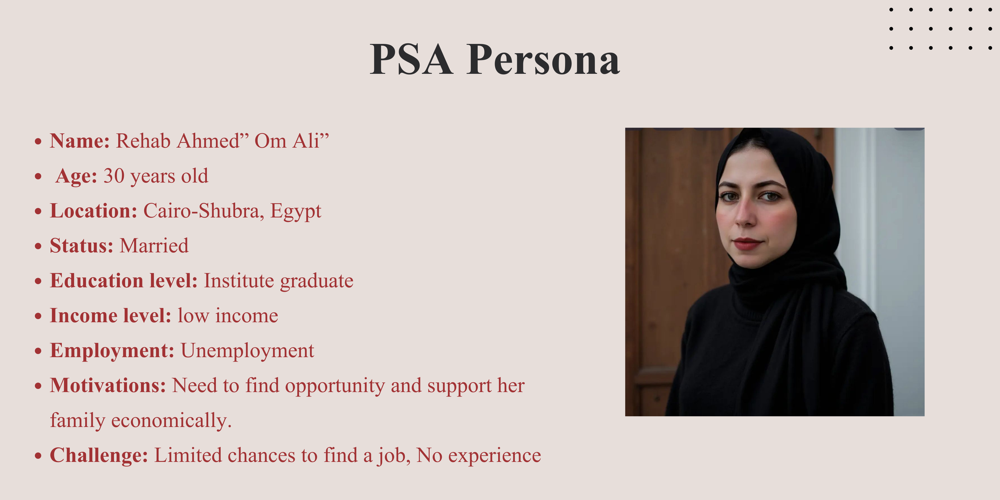 PSA Persona
• Name: Rehab Ahmed” Om Ali”
• Age: 30 years old
• Location: Cairo-Shubra, Egypt
• Status: Married
• Education level: Institute graduate
• Income level: low income
• Employment: Unemployment
• Motivations: Need to find opportunity and support her
family economically.
• Challenge: Limited chances to find a job, No experience